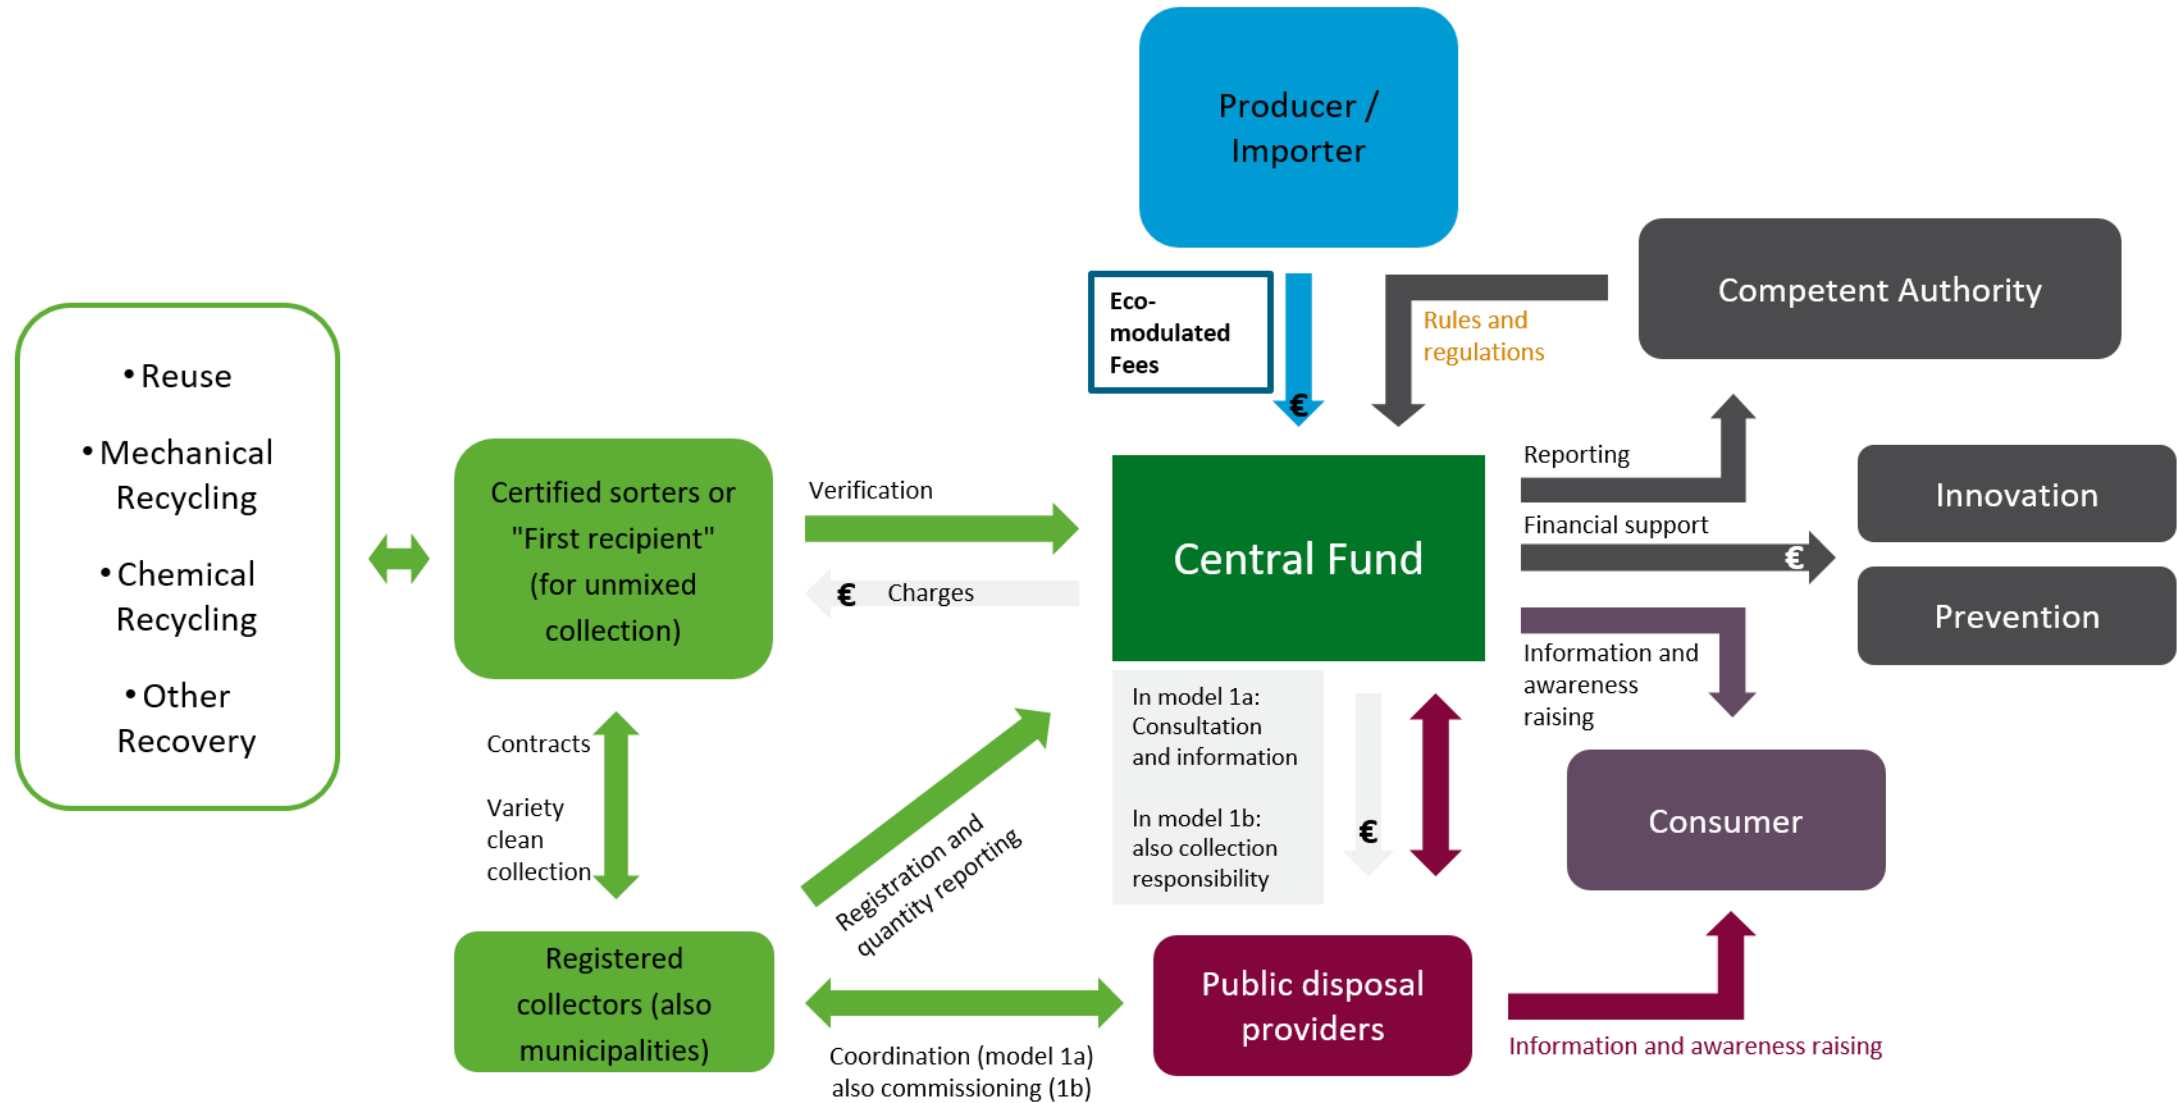 Producer /
Importer
Competent Authority
Eco-
modulated
Fees
€
Rules and
regulations
• Reuse
• Mechanical
Recycling
• Chemical
Recycling
• Other
Recovery
Certified sorters or
"First recipient"
(for unmixed
collection)
Verification
€ Charges
Central Fund
Reporting
Financial support
€
Innovation
Prevention
Information and
awareness
raising
In model 1a:
Consultation
and information
In model 1b:
also collection
responsibility
€
Consumer
Contracts
Variety
clean
collection
Registration and
quantity reporting
Registered
collectors (also
municipalities)
Coordination (model 1a)
also commissioning (1b)
Public disposal
providers
Information and awareness raising